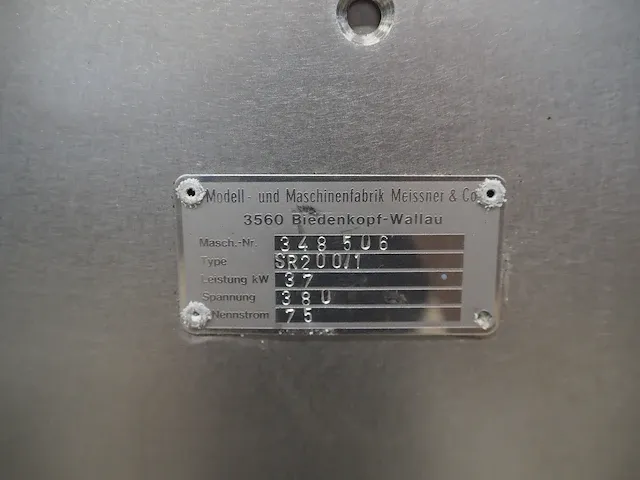 Modell- und Maschinenfabrik Meissner & Co
3560 Biedenkopf-Wallau
Masch.-Nr. 348506
Type SR200/1
Leistung kW 37
Spannung 380
Nennstrom 75